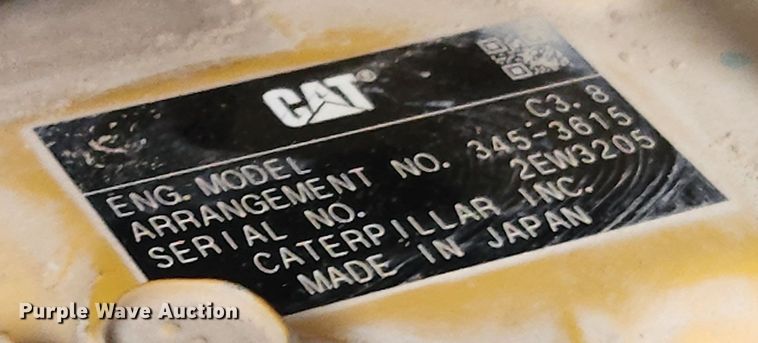 CAT®
ENG. MODEL C3.8
ARRANGEMENT NO. 345-3615
SERIAL NO. 2EW3205
CATERPILLAR INC.
MADE IN JAPAN
Purple Wave Auction